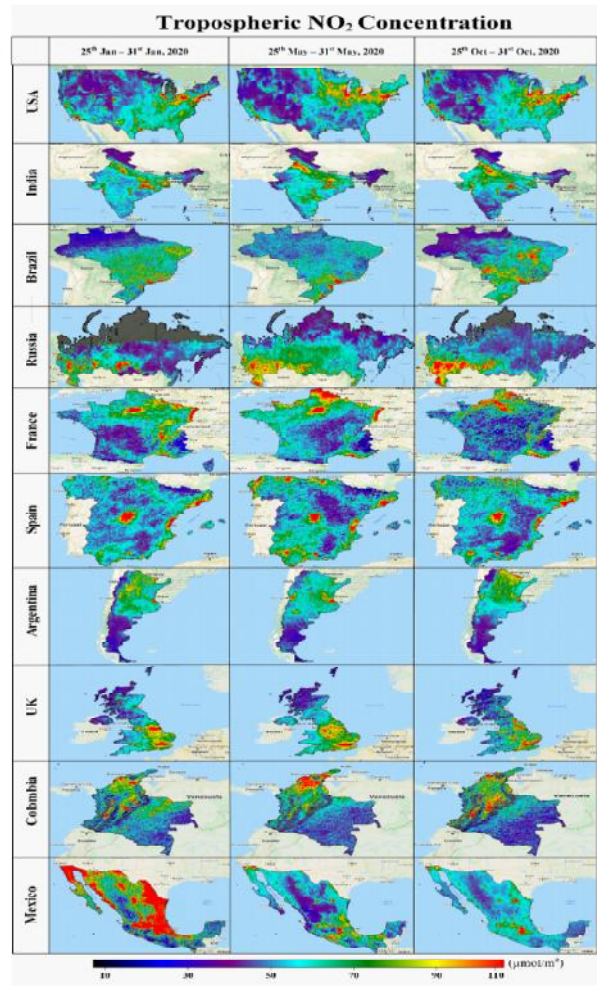 Tropospheric NO₂ Concentration
25th Jan – 31st Jan, 2020
25th May – 31st May, 2020
25th Oct – 31st Oct, 2020
USA
India
Brazil
Russia
France
Spain
Argentina
UK
Colombia
Mexico
10 30 50 70 90 110 (μmol/m²)